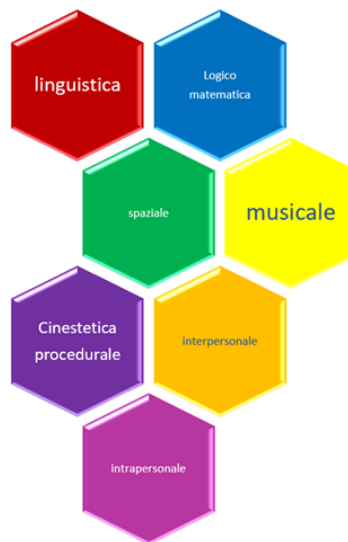 linguistica
Logico
matematica
spaziale
musicale
Cinestetica
procedurale
interpersonale
intrapersonale